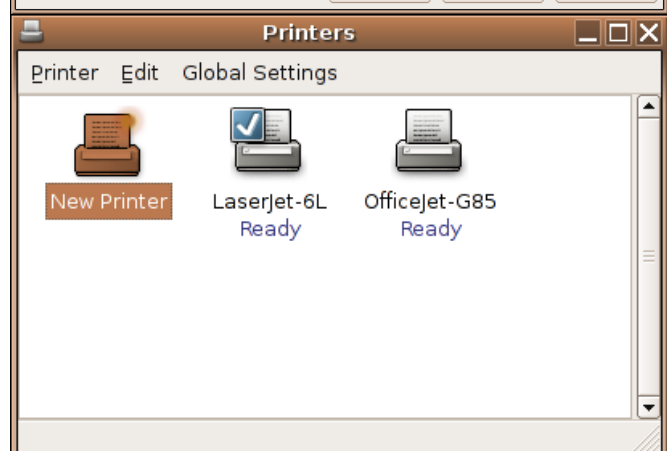 Printers
Printer Edit Global Settings
New Printer LaserJet-6L OfficeJet-G85
Ready Ready